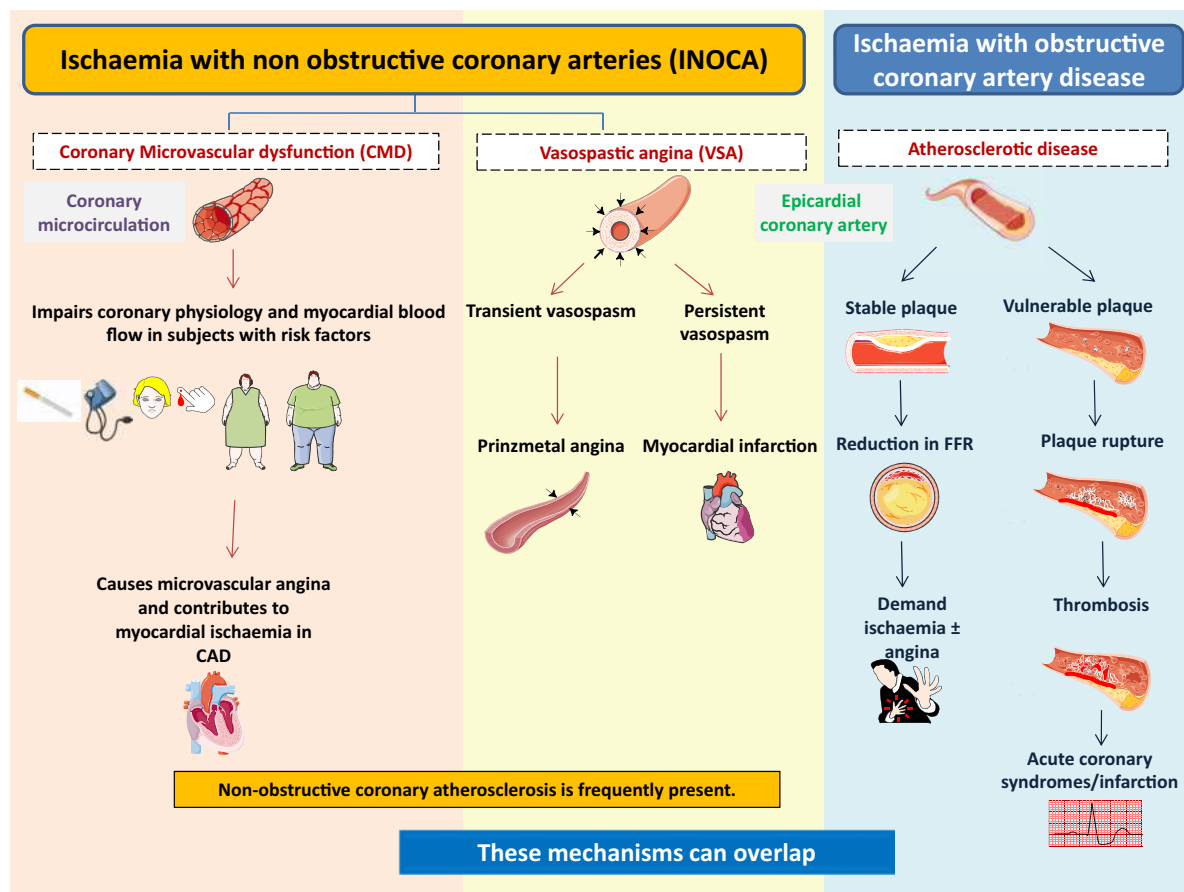 Ischaemia with non obstructive coronary arteries (INOCA)
Ischaemia with obstructive
coronary artery disease
Coronary Microvascular dysfunction (CMD)
Vasospastic angina (VSA)
Atherosclerotic disease
Coronary
microcirculation
Epicardial
coronary artery
Impairs coronary physiology and myocardial blood
flow in subjects with risk factors
Causes microvascular angina
and contributes to
myocardial ischaemia in
CAD
Transient vasospasm
Persistent
vasospasm
Prinzmetal angina
Myocardial infarction
Stable plaque
Vulnerable plaque
Reduction in FFR
Plaque rupture
Demand
ischaemia ±
angina
Thrombosis
Acute coronary
syndromes/infarction
Non-obstructive coronary atherosclerosis is frequently present.
These mechanisms can overlap